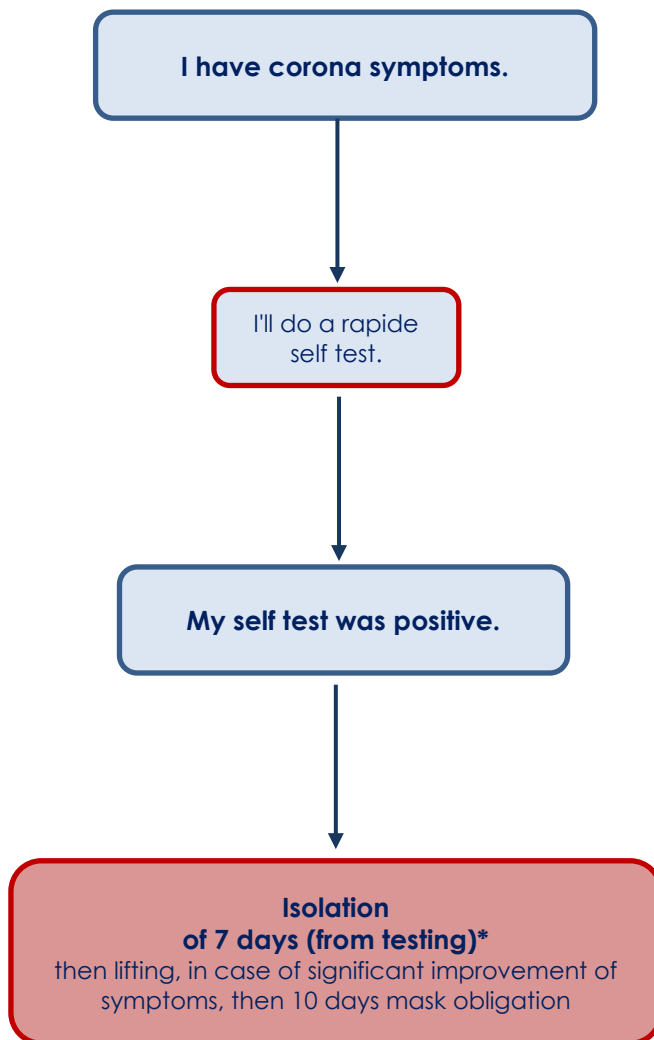 I have corona symptoms.
I'll do a rapide
self test.
My self test was positive.
Isolation
of 7 days (from testing)*
then lifting, in case of significant improvement of
symptoms, then 10 days mask obligation